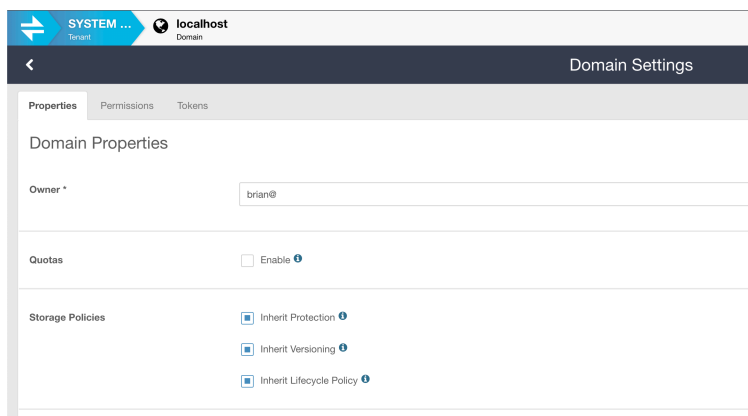 SYSTEM ...
Tenant
localhost
Domain
Domain Settings
Properties Permissions Tokens
Domain Properties
Owner *
brian@
Quotas
Enable
Storage Policies
Inherit Protection
Inherit Versioning
Inherit Lifecycle Policy